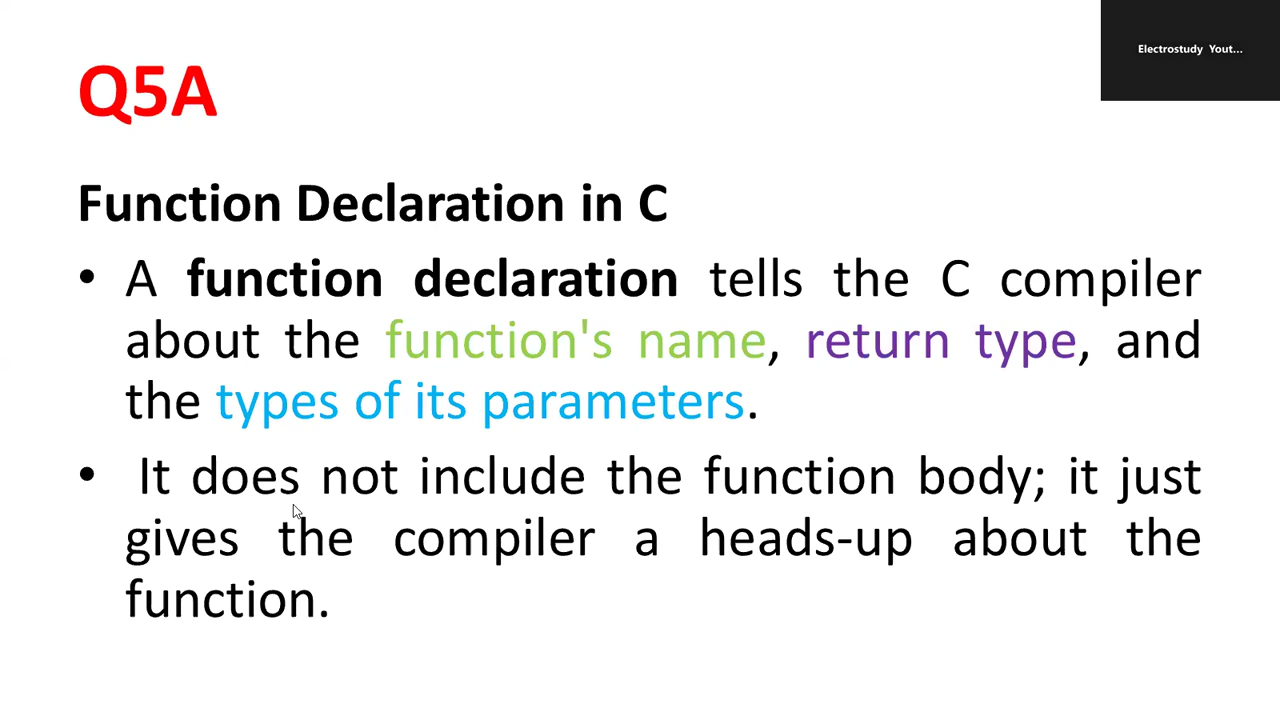 Electrostudy Yout...
Q5A
Function Declaration in C
• A function declaration tells the C compiler
about the function's name, return type, and
the types of its parameters.
• It does not include the function body; it just
gives the compiler a heads-up about the
function.